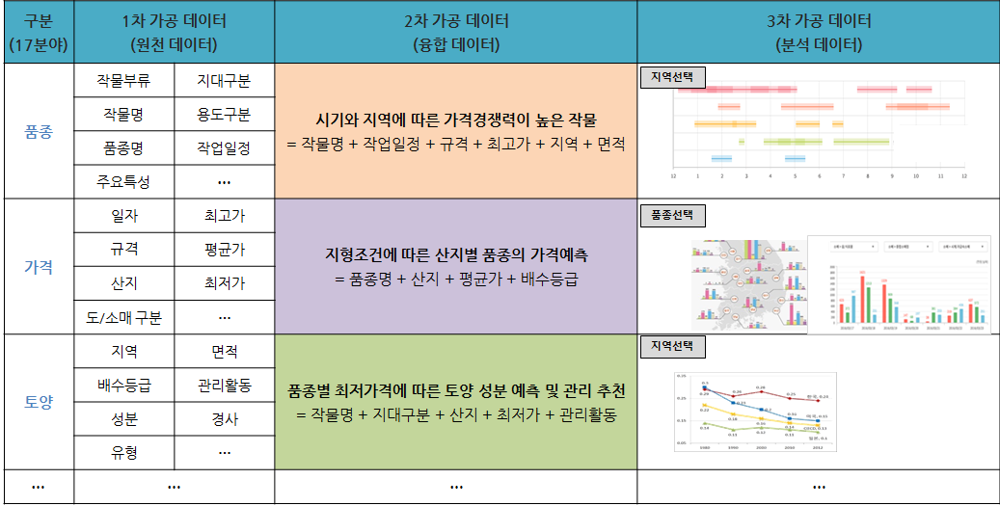 구분
(17분야)
1차 가공 데이터
(원천 데이터)
2차 가공 데이터
(융합 데이터)
3차 가공 데이터
(분석 데이터)
품종
작물부류 지대구분
작물명 용도구분
품종명 작업일정
주요특성 ...
시기와 지역에 따른 가격경쟁력이 높은 작물
= 작물명 + 작업일정 + 규격 + 최고가 + 지역 + 면적
지역선택
12 1 2 3 4 5 6 7 8 9 10 11 12
가격
일자 최고가
규격 평균가
산지 최저가
도/소매 구분 ...
지형조건에 따른 산지별 품종의 가격예측
= 품종명 + 산지 + 평균가 + 배수등급
품종선택
토양
지역 면적
배수등급 관리활동
성분 경사
유형 ...
품종별 최저가격에 따른 토양 성분 예측 및 관리 추천
= 작물명 + 지대구분 + 산지 + 최저가 + 관리활동
지역선택
0.35
0.25
0.15
0.05
... ... ... ...